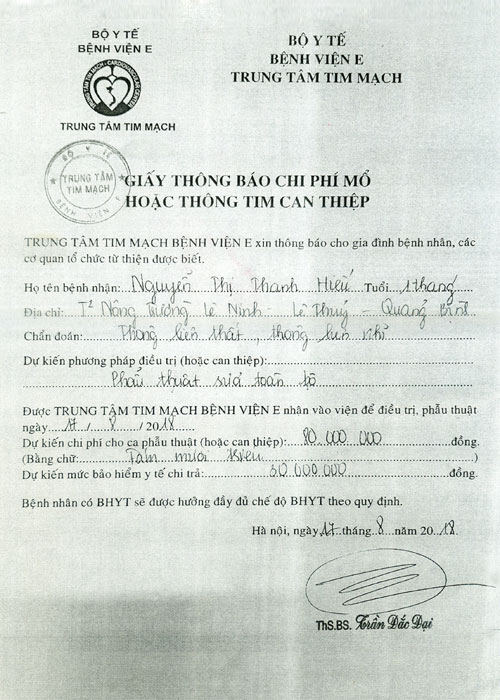 BỘ Y TẾ
BỆNH VIỆN E
TRUNG TÂM TIM MẠCH
BỘ Y TẾ
BỆNH VIỆN E
TRUNG TÂM TIM MẠCH
BỘ Y TẾ
TRUNG TÂM
TIM MẠCH
BỆNH VIỆN E
GIẤY THÔNG BÁO CHI PHÍ MỔ
HOẶC THÔNG TIM CAN THIỆP
TRUNG TÂM TIM MẠCH BỆNH VIỆN E xin thông báo cho gia đình bệnh nhân, các
cơ quan tổ chức từ thiện được biết.
Họ tên bệnh nhân: Nguyễn Thị Thanh Hiếu Tuổi 1 tháng
Địa chỉ: Nông Trường Lệ Ninh - Lệ Thuỷ - Quảng Bình
Chẩn đoán: Thông liên thất, thông liên nhĩ
Dự kiến phương pháp điều trị (hoặc can thiệp):
Phẫu thuật sửa toàn bộ
Được TRUNG TÂM TIM MẠCH BỆNH VIỆN E nhân vào viện để điều trị, phẫu thuật
ngày 17/8/2018
Dự kiến chi phí cho ca phẫu thuật (hoặc can thiệp): 80.000.000 đồng.
(Bằng chữ: Tám mươi triệu)
Dự kiến mức bảo hiểm y tế chi trả: 30.000.000 đồng.
Bệnh nhân có BHYT sẽ được hưởng đầy đủ chế độ BHYT theo quy định.
Hà nội, ngày 17 tháng 8 năm 2018
ThS.BS. Trần Đắc Đại